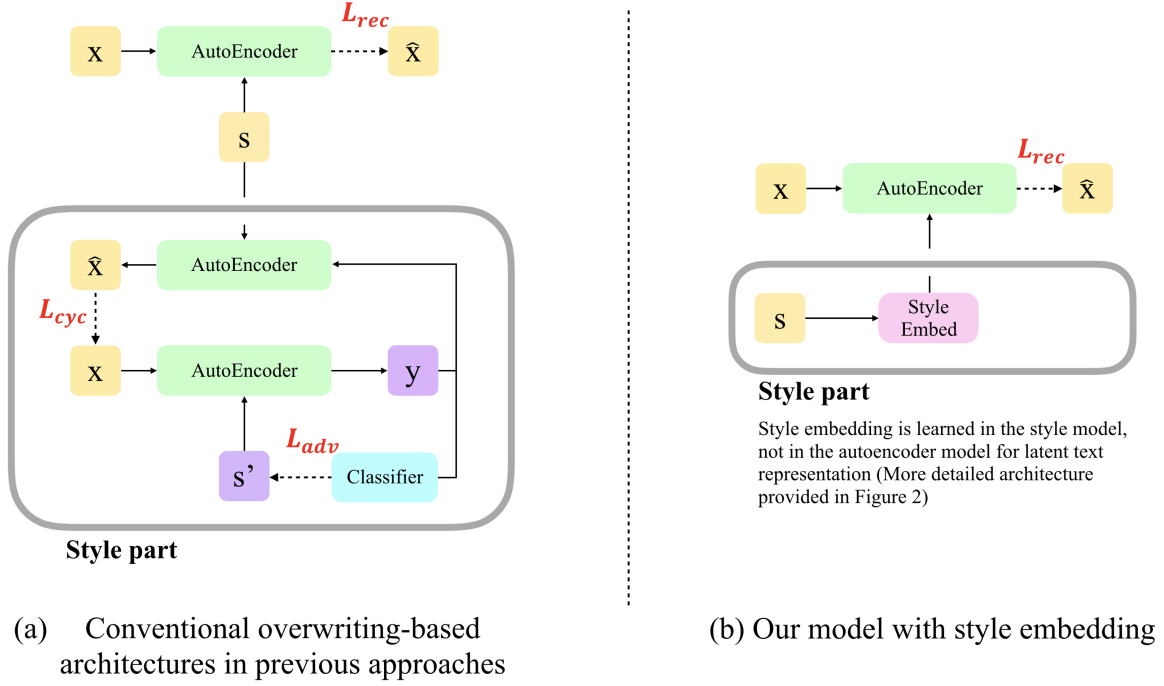 L_rec
x AutoEncoder x̂
s
x̂ AutoEncoder
L_cyc
x AutoEncoder y
L_adv
s’ Classifier
Style part
(a) Conventional overwriting-based
architectures in previous approaches
L_rec
x AutoEncoder x̂
s Style
Embed
Style part
Style embedding is learned in the style model,
not in the autoencoder model for latent text
representation (More detailed architecture
provided in Figure 2)
(b) Our model with style embedding